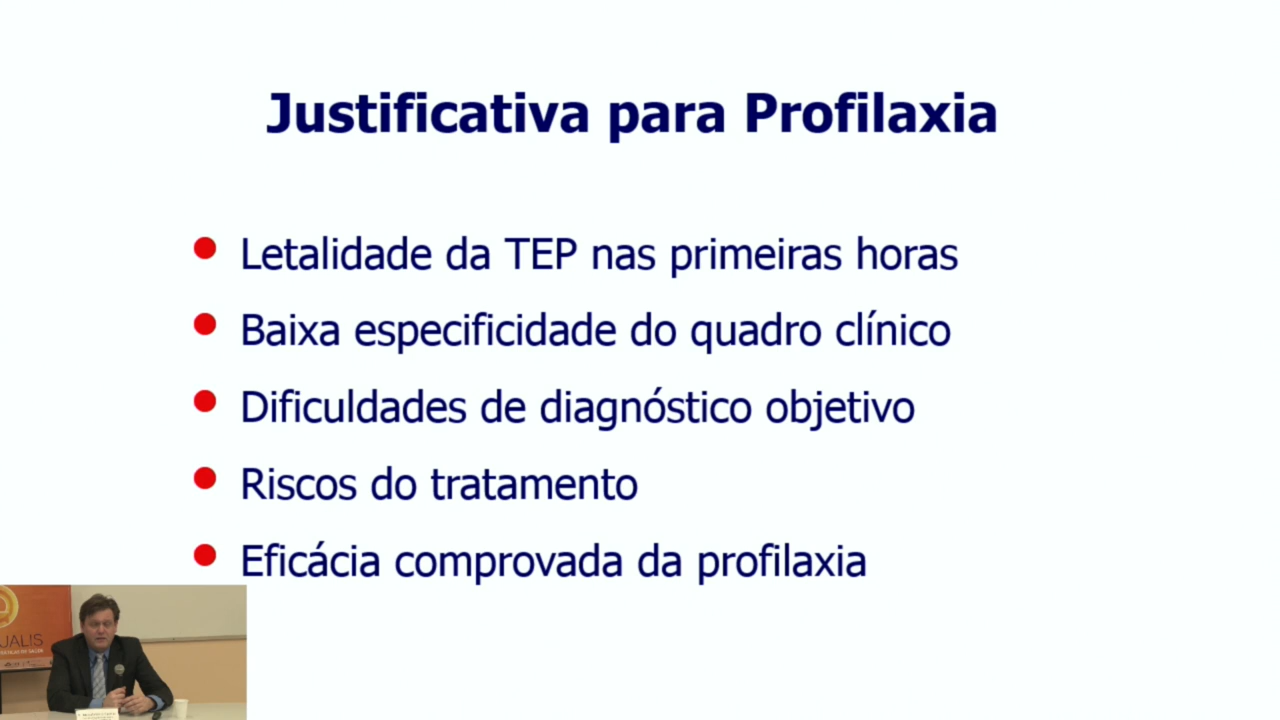 Justificativa para Profilaxia
Letalidade da TEP nas primeiras horas
Baixa especificidade do quadro clínico
Dificuldades de diagnóstico objetivo
Riscos do tratamento
Eficácia comprovada da profilaxia
JALIS